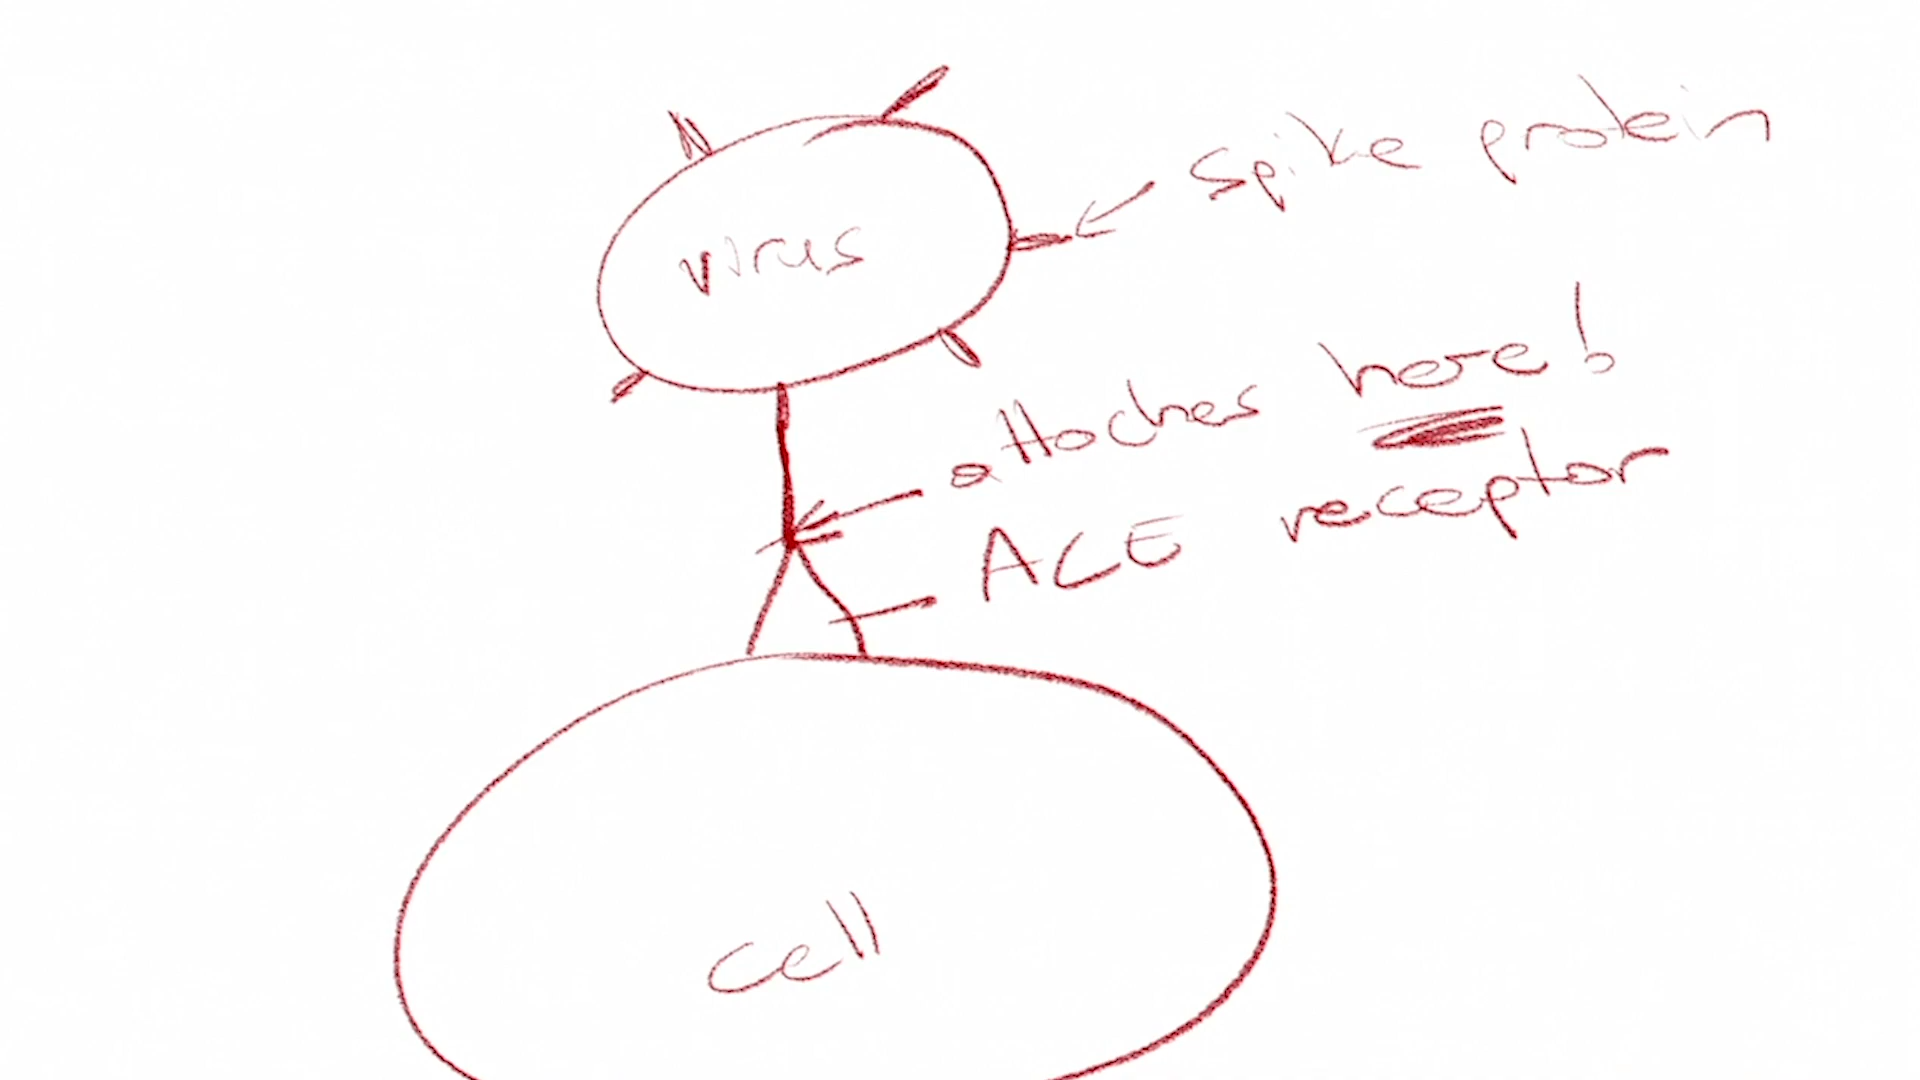 spike protein
virus
attaches here!
ACE receptor
cell